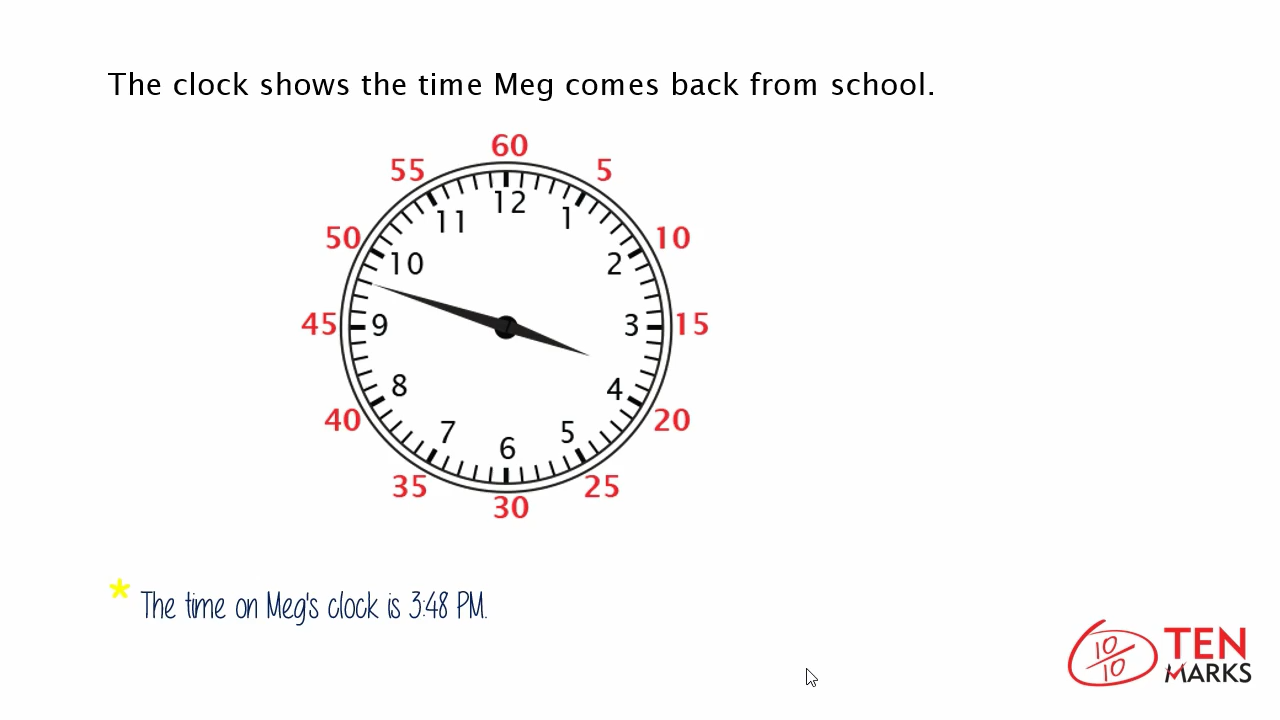 The clock shows the time Meg comes back from school.
60
55 5
12
11 1
50 10
10 2
45 9 3 15
8 4
40 20
7 5
6
35 25
30
* The time on Meg's clock is 3:48 PM.
10/10 TEN
MARKS